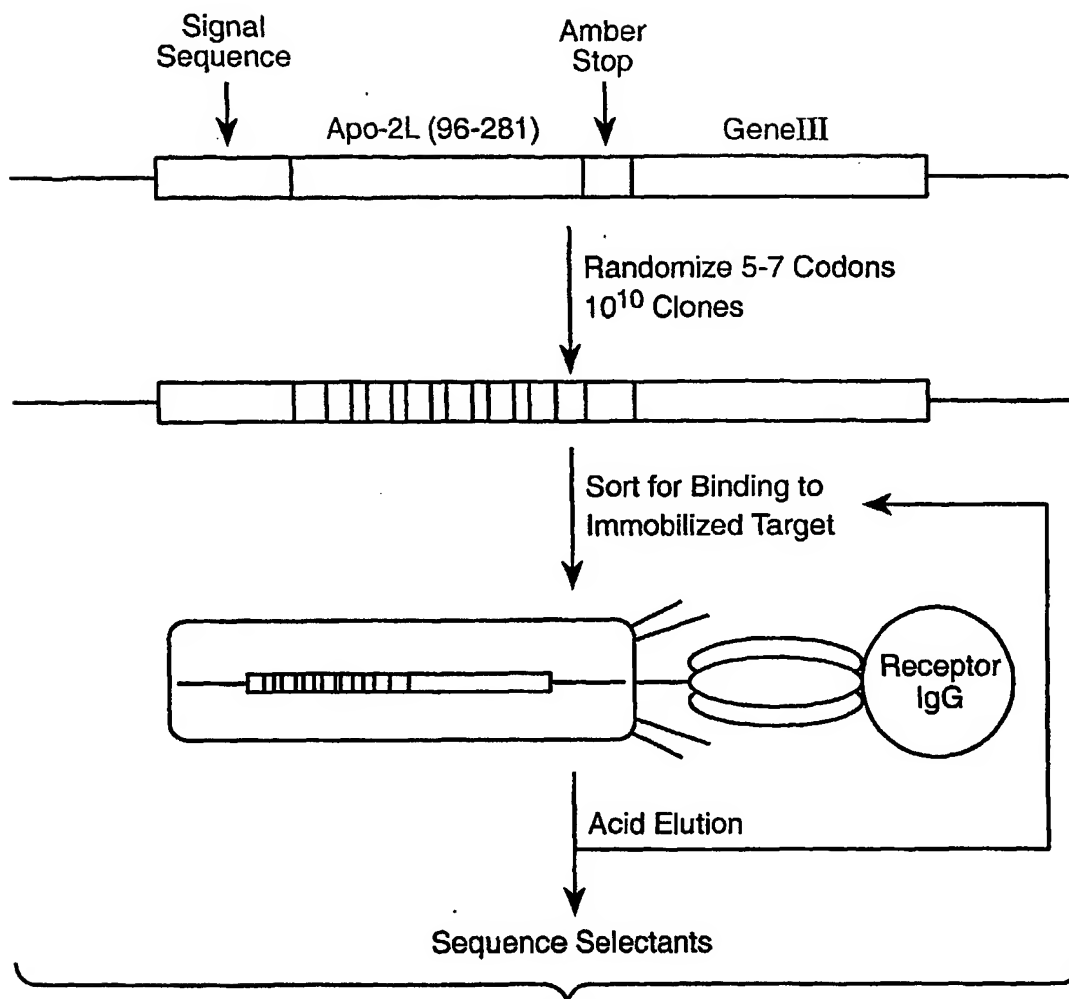 Signal
Sequence
Amber
Stop
Apo-2L (96-281)
GeneIII
Randomize 5-7 Codons
10¹⁰ Clones
Sort for Binding to
Immobilized Target
Receptor
IgG
Acid Elution
Sequence Selectants